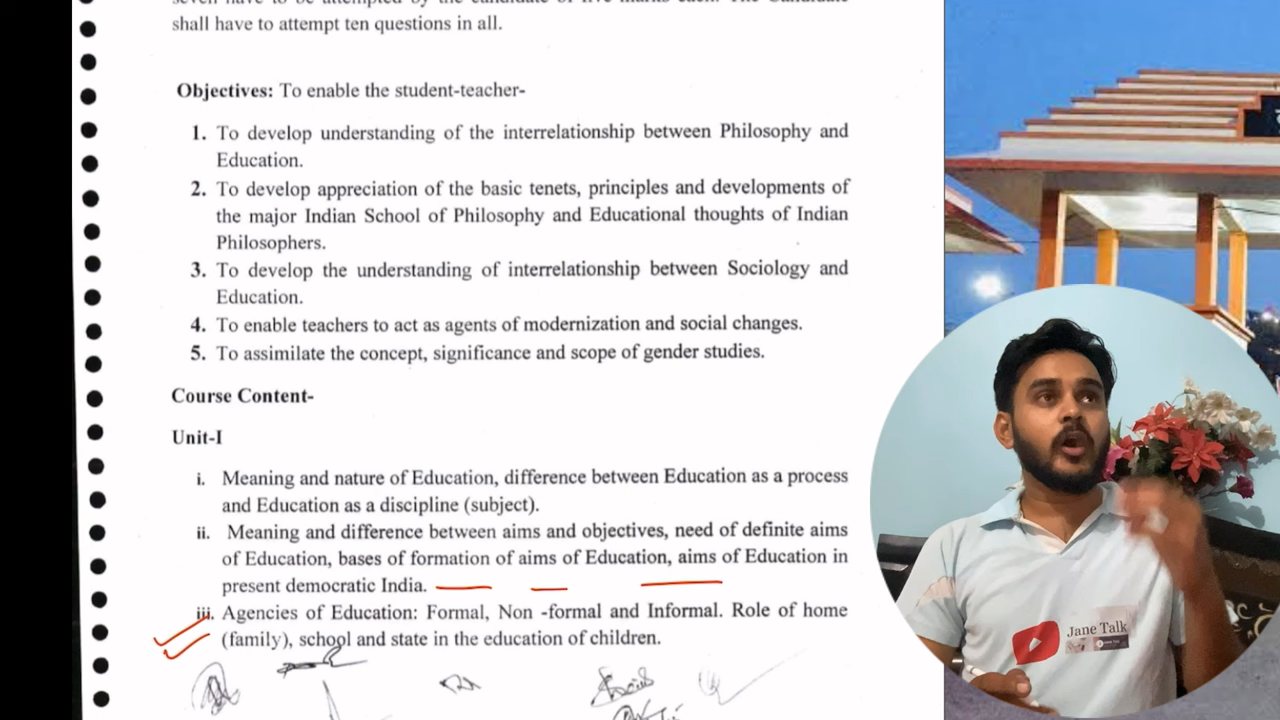 shall have to attempt ten questions in all.
Objectives: To enable the student-teacher-
1. To develop understanding of the interrelationship between Philosophy and
Education.
2. To develop appreciation of the basic tenets, principles and developments of
the major Indian School of Philosophy and Educational thoughts of Indian
Philosophers.
3. To develop the understanding of interrelationship between Sociology and
Education.
4. To enable teachers to act as agents of modernization and social changes.
5. To assimilate the concept, significance and scope of gender studies.
Course Content-
Unit-I
i. Meaning and nature of Education, difference between Education as a process
and Education as a discipline (subject).
ii. Meaning and difference between aims and objectives, need of definite aims
of Education, bases of formation of aims of Education, aims of Education in
present democratic India.
iii. Agencies of Education: Formal, Non -formal and Informal. Role of home
(family), school and state in the education of children.
Jane Talk